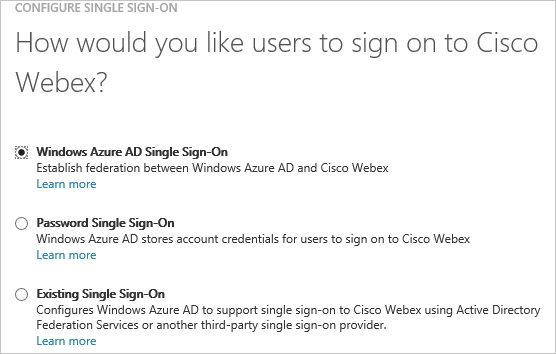 CONFIGURE SINGLE SIGN-ON
How would you like users to sign on to Cisco
Webex?
Windows Azure AD Single Sign-On
Establish federation between Windows Azure AD and Cisco Webex
Learn more
Password Single Sign-On
Windows Azure AD stores account credentials for users to sign on to Cisco Webex
Learn more
Existing Single Sign-On
Configures Windows Azure AD to support single sign-on to Cisco Webex using Active Directory
Federation Services or another third-party single sign-on provider.
Learn more